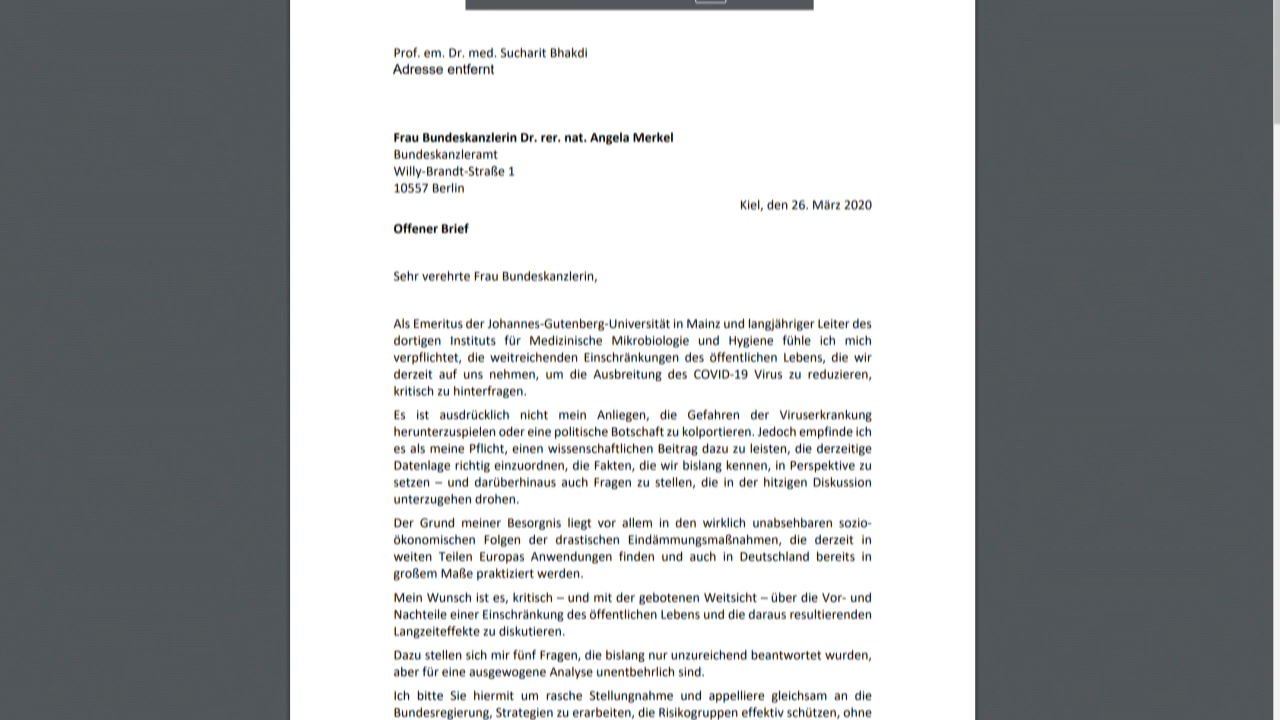 Prof. em. Dr. med. Sucharit Bhakdi
Adresse entfernt
Frau Bundeskanzlerin Dr. rer. nat. Angela Merkel
Bundeskanzleramt
Willy-Brandt-Straße 1
10557 Berlin
Kiel, den 26. März 2020
Offener Brief
Sehr verehrte Frau Bundeskanzlerin,
Als Emeritus der Johannes-Gutenberg-Universität in Mainz und langjähriger Leiter des
dortigen Instituts für Medizinische Mikrobiologie und Hygiene fühle ich mich
verpflichtet, die weitreichenden Einschränkungen des öffentlichen Lebens, die wir
derzeit auf uns nehmen, um die Ausbreitung des COVID-19 Virus zu reduzieren,
kritisch zu hinterfragen.
Es ist ausdrücklich nicht mein Anliegen, die Gefahren der Viruserkrankung
herunterzuspielen oder eine politische Botschaft zu kolportieren. Jedoch empfinde ich
es als meine Pflicht, einen wissenschaftlichen Beitrag dazu zu leisten, die derzeitige
Datenlage richtig einzuordnen, die Fakten, die wir bislang kennen, in Perspektive zu
setzen – und darüberhinaus auch Fragen zu stellen, die in der hitzigen Diskussion
unterzugehen drohen.
Der Grund meiner Besorgnis liegt vor allem in den wirklich unabsehbaren sozio-
ökonomischen Folgen der drastischen Eindämmungsmaßnahmen, die derzeit in
weiten Teilen Europas Anwendungen finden und auch in Deutschland bereits in
großem Maße praktiziert werden.
Mein Wunsch ist es, kritisch – und mit der gebotenen Weitsicht – über die Vor- und
Nachteile einer Einschränkung des öffentlichen Lebens und die daraus resultierenden
Langzeiteffekte zu diskutieren.
Dazu stellen sich mir fünf Fragen, die bislang nur unzureichend beantwortet wurden,
aber für eine ausgewogene Analyse unentbehrlich sind.
Ich bitte Sie hiermit um rasche Stellungnahme und appelliere gleichsam an die
Bundesregierung, Strategien zu erarbeiten, die Risikogruppen effektiv schützen, ohne